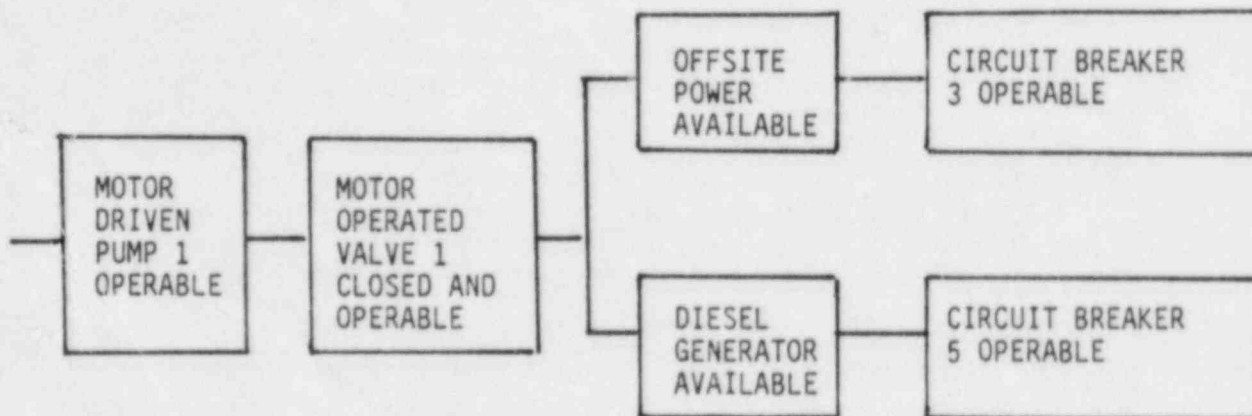 MOTOR
DRIVEN
PUMP 1
OPERABLE
MOTOR
OPERATED
VALVE 1
CLOSED AND
OPERABLE
OFFSITE
POWER
AVAILABLE
CIRCUIT BREAKER
3 OPERABLE
DIESEL
GENERATOR
AVAILABLE
CIRCUIT BREAKER
5 OPERABLE